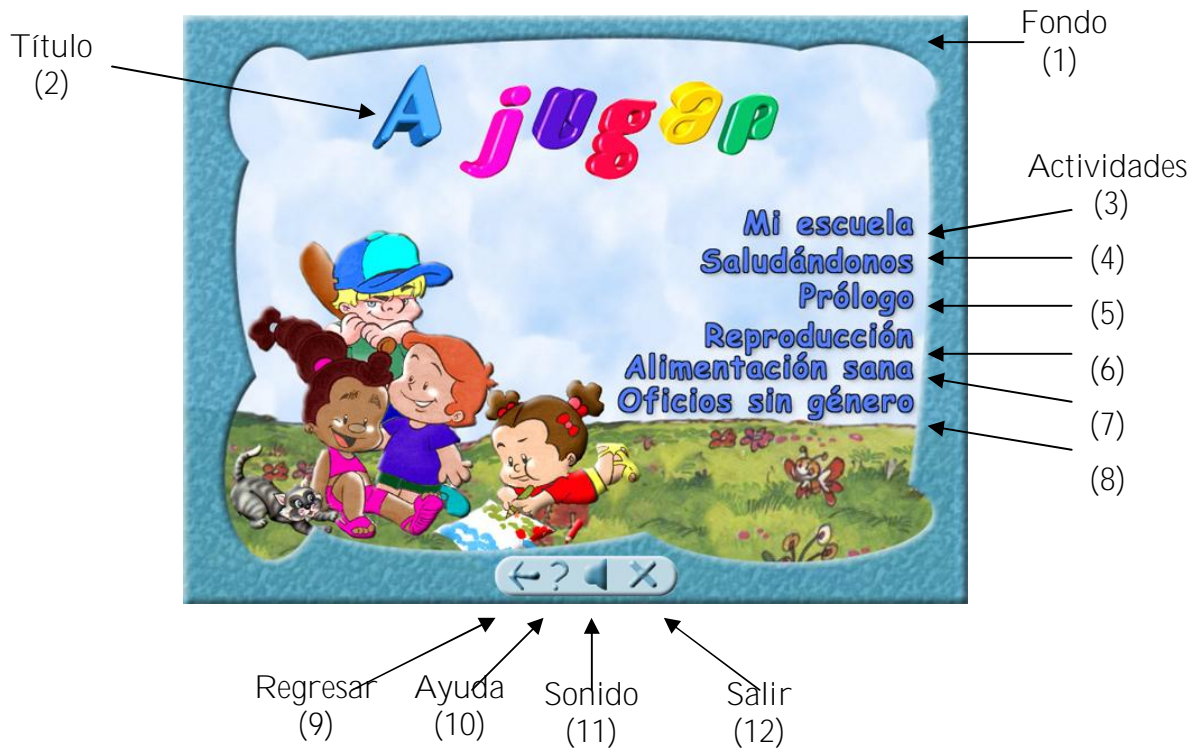 Fondo
(1)
Título
(2)
A jugar
Actividades
(3)
Mi escuela
Saludándonos
(4)
Prólogo
(5)
Reproducción
(6)
Alimentación sana
(7)
Oficios sin género
(8)
?
Regresar
(9)
Ayuda
(10)
Sonido
(11)
Salir
(12)